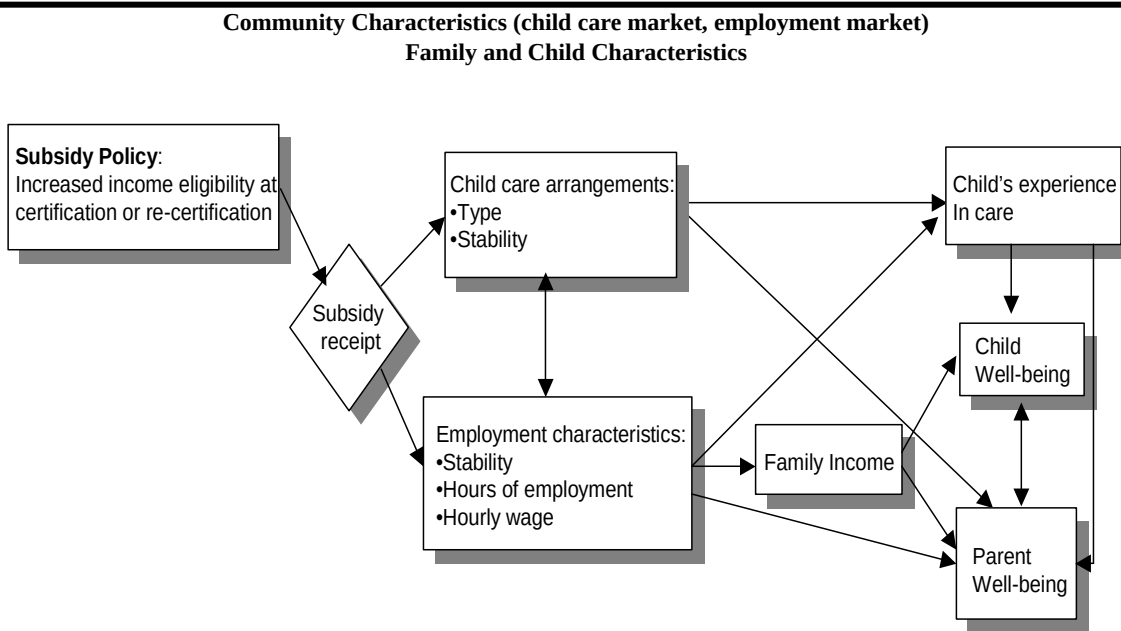 Community Characteristics (child care market, employment market)
Family and Child Characteristics
Subsidy Policy:
Increased income eligibility at
certification or re-certification
Subsidy
receipt
Child care arrangements:
•Type
•Stability
Employment characteristics:
•Stability
•Hours of employment
•Hourly wage
Family Income
Child’s experience
In care
Child
Well-being
Parent
Well-being